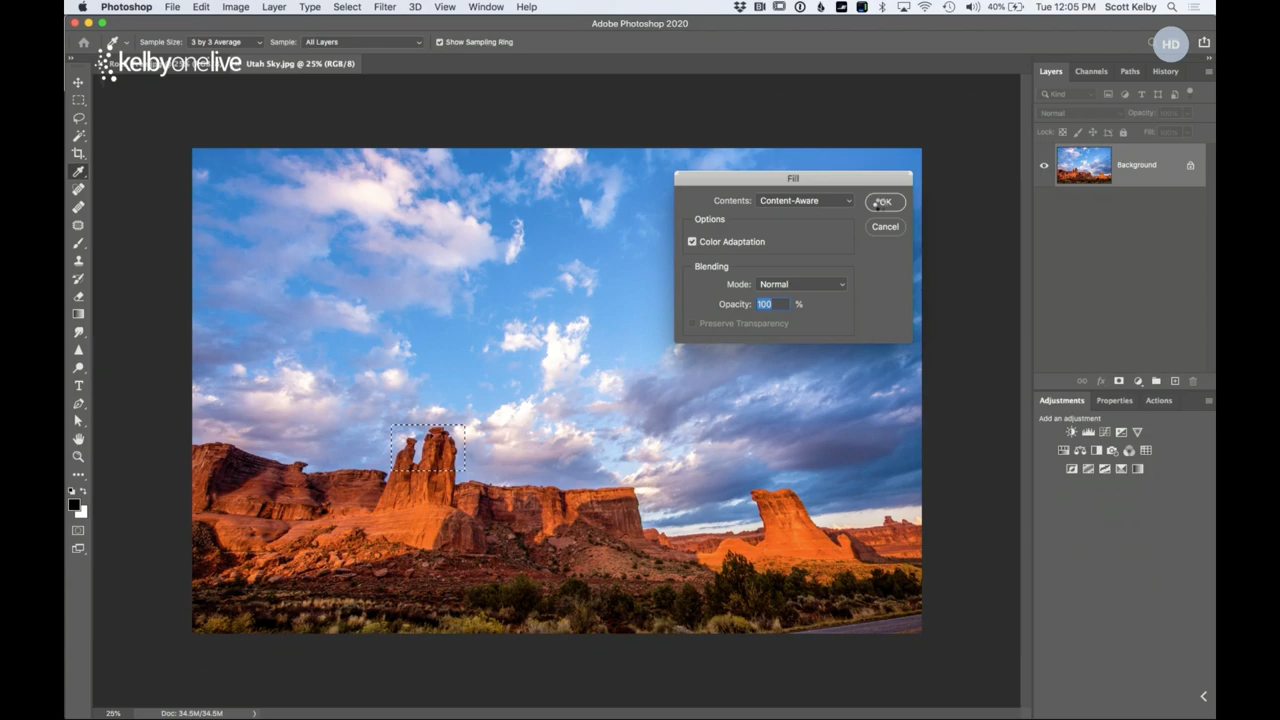 Photoshop File Edit Image Layer Type Select Filter 3D View Window Help 40% Tue 12:05 PM Scott Kelby
Adobe Photoshop 2020
Sample Size: 3 by 3 Average Sample: All Layers Show Sampling Ring
HD
kelbyonelive
Utah Sky.jpg @ 25% (RGB/8)
Layers Channels Paths History
Kind
Normal Opacity: 100%
Lock: Fill: 100%
Background
Fill
Contents: Content-Aware OK
Options
Cancel
Color Adaptation
Blending
Mode: Normal
Opacity: 100 %
Preserve Transparency
fx
Adjustments Properties Actions
Add an adjustment
25% Doc: 34.5M/34.5M